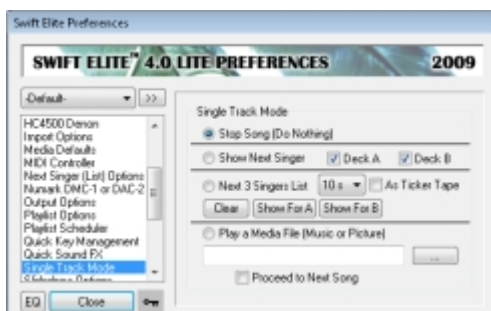 Swift Elite Preferences
SWIFT ELITE™ 4.0 LITE PREFERENCES 2009
-Default- >>
HC4500 Denon
Import Options
Media Defaults
MIDI Controller
Next Singer (List) Options
Numark DMC-1 or DAC-2
Output Options
Playlist Options
Playlist Scheduler
Quick Key Management
Quick Sound FX
Single Track Mode
Slideshow Options
EQ Close
Single Track Mode
Stop Song (Do Nothing)
Show Next Singer Deck A Deck B
Next 3 Singers List 10 s As Ticker Tape
Clear Show For A Show For B
Play a Media File (Music or Picture)
...
Proceed to Next Song